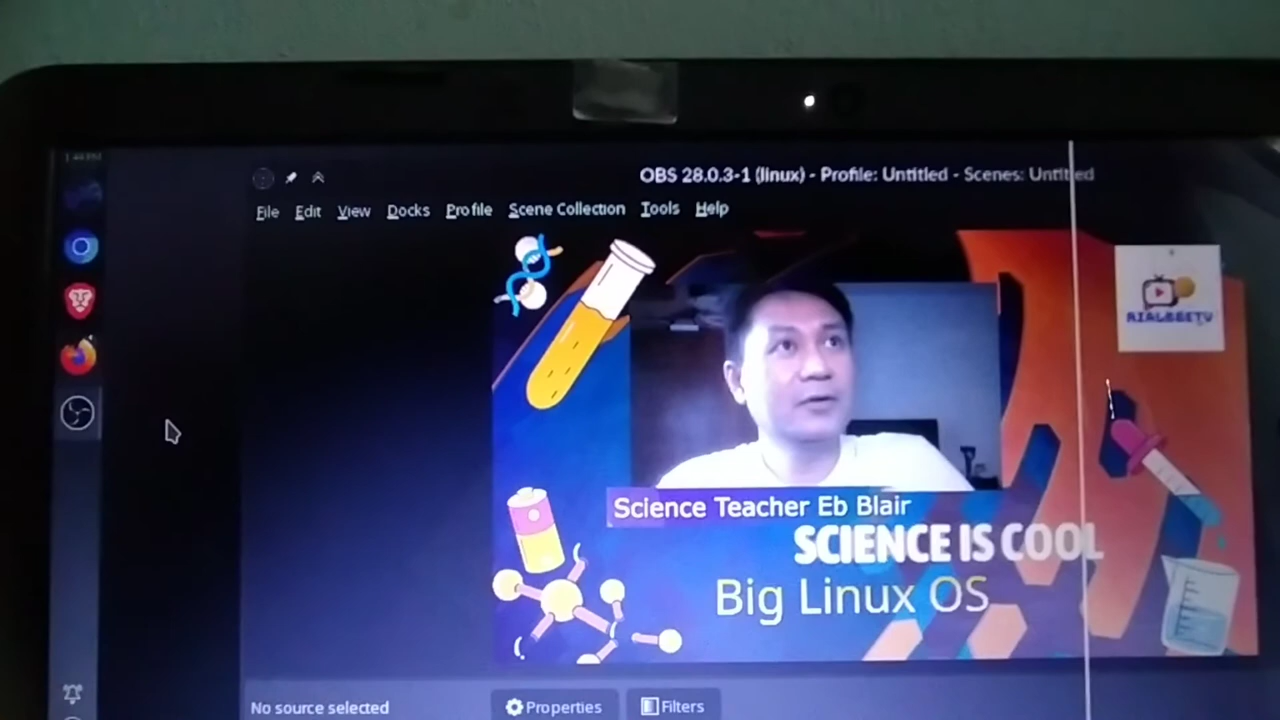 OBS 28.0.3-1 (linux) - Profile: Untitled - Scenes: Untitled
File Edit View Docks Profile Scene Collection Tools Help
RIALBEETV
Science Teacher Eb Blair
SCIENCE IS COOL
Big Linux OS
No source selected Properties Filters